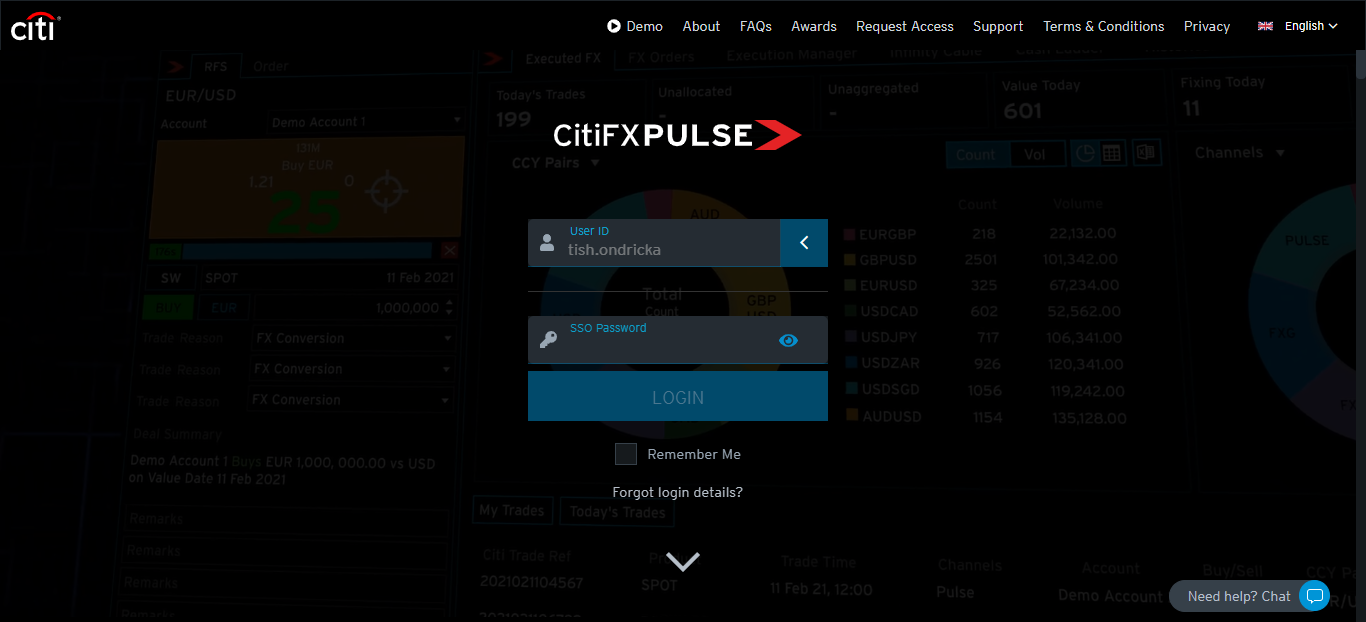 citi
Demo About FAQs Awards Request Access Support Terms & Conditions Privacy English
RFS Order
EUR/USD
Account Demo Account 1
131M
Buy EUR
1.21 25 0
SW SPOT 11 Feb 2021
BUY EUR 1,000,000
Trade Reason FX Conversion
Trade Reason FX Conversion
Trade Reason FX Conversion
Deal Summary
Demo Account 1 Buys EUR 1,000, 000.00 vs USD
on Value Date 11 Feb 2021
Remarks
Remarks
Remarks
Remarks
Executed FX FX Orders Execution Manager Infinity Cable Cash Loader
Today's Trades Unallocated Unaggregated Value Today Fixing Today
199 - - 601 11
CitiFXPULSE
CCY Pairs Count Vol Channels
AUD
Total
Count
GBP
USD
User ID
tish.ondricka
SSO Password
LOGIN
Remember Me
Forgot login details?
Count Volume
EURGBP 218 22,132.00
GBPUSD 2501 101,342.00
EURUSD 325 67,234.00
USDCAD 602 52,562.00
USDJPY 717 106,341.00
USDZAR 926 120,341.00
USDSGD 1056 119,242.00
AUDUSD 1154 135,128.00
PULSE
FXG
FX
My Trades Today's Trades
Citi Trade Ref Trade Time Channels Account Buy/Sell CCY Pa
2021021104567 SPOT 11 Feb 21, 12:00 Pulse Demo Account R/U
Need help? Chat